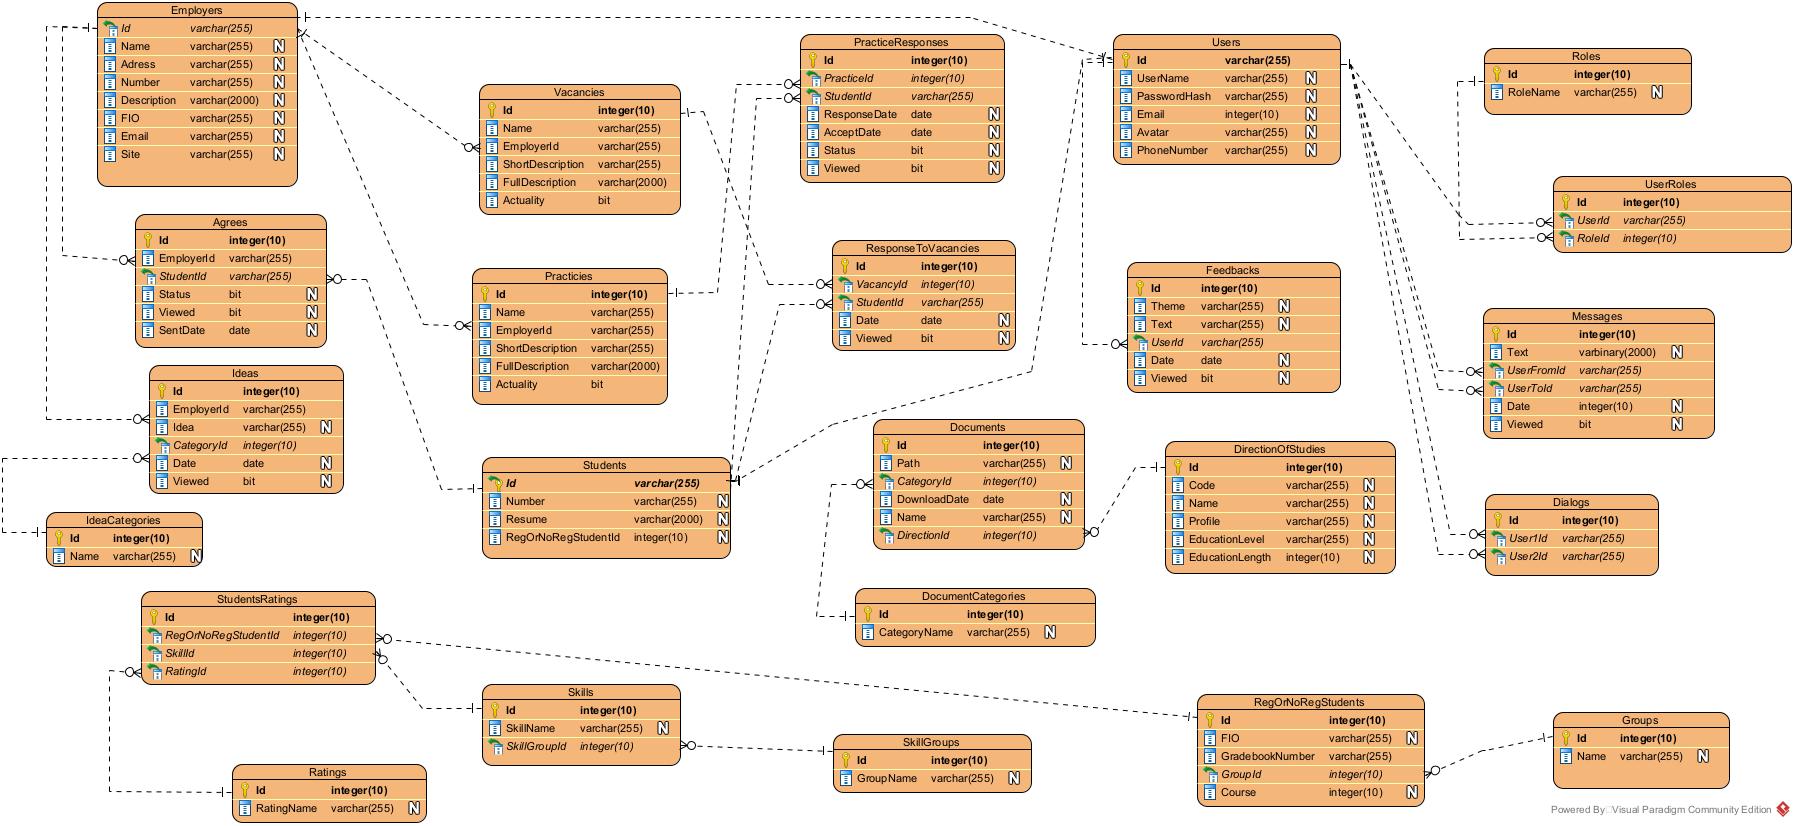 Employers
Id varchar(255)
Name varchar(255) N
Adress varchar(255) N
Number varchar(255) N
Description varchar(2000) N
FIO varchar(255) N
Email varchar(255) N
Site varchar(255) N
Vacancies
Id integer(10)
Name varchar(255)
EmployerId varchar(255)
ShortDescription varchar(255)
FullDescription varchar(2000)
Actuality bit
PracticeResponses
Id integer(10)
PracticeId integer(10)
StudentId varchar(255)
ResponseDate date N
AcceptDate date N
Status bit N
Viewed bit N
Users
Id varchar(255)
UserName varchar(255) N
PasswordHash varchar(255) N
Email integer(10) N
Avatar varchar(255) N
PhoneNumber varchar(255) N
Roles
Id integer(10)
RoleName varchar(255) N
UserRoles
Id integer(10)
UserId varchar(255)
RoleId integer(10)
Agrees
Id integer(10)
EmployerId varchar(255)
StudentId varchar(255)
Status bit N
Viewed bit N
SentDate date N
Practicies
Id integer(10)
Name varchar(255)
EmployerId varchar(255)
ShortDescription varchar(255)
FullDescription varchar(2000)
Actuality bit
ResponseToVacancies
Id integer(10)
VacancyId integer(10)
StudentId varchar(255)
Date date N
Viewed bit N
Feedbacks
Id integer(10)
Theme varchar(255) N
Text varchar(255) N
UserId varchar(255)
Date date N
Viewed bit N
Messages
Id integer(10)
Text varbinary(2000) N
UserFromId varchar(255)
UserToId varchar(255)
Date integer(10) N
Viewed bit N
Ideas
Id integer(10)
EmployerId varchar(255)
Idea varchar(255) N
CategoryId integer(10)
Date date N
Viewed bit N
IdeaCategories
Id integer(10)
Name varchar(255) N
Students
Id varchar(255)
Number varchar(255) N
Resume varchar(2000) N
RegOrNoRegStudentId integer(10) N
Documents
Id integer(10)
Path varchar(255) N
CategoryId integer(10)
DownloadDate date N
Name varchar(255) N
DirectionId integer(10)
DirectionOfStudies
Id integer(10)
Code varchar(255) N
Name varchar(255) N
Profile varchar(255) N
EducationLevel varchar(255) N
EducationLength integer(10) N
Dialogs
Id integer(10)
User1Id varchar(255)
User2Id varchar(255)
DocumentCategories
Id integer(10)
CategoryName varchar(255) N
StudentsRatings
Id integer(10)
RegOrNoRegStudentId integer(10)
SkillId integer(10)
RatingId integer(10)
Skills
Id integer(10)
SkillName varchar(255) N
SkillGroupId integer(10)
SkillGroups
Id integer(10)
GroupName varchar(255) N
RegOrNoRegStudents
Id integer(10)
FIO varchar(255) N
GradebookNumber varchar(255)
GroupId integer(10)
Course integer(10) N
Groups
Id integer(10)
Name varchar(255) N
Ratings
Id integer(10)
RatingName varchar(255) N
Powered By Visual Paradigm Community Edition